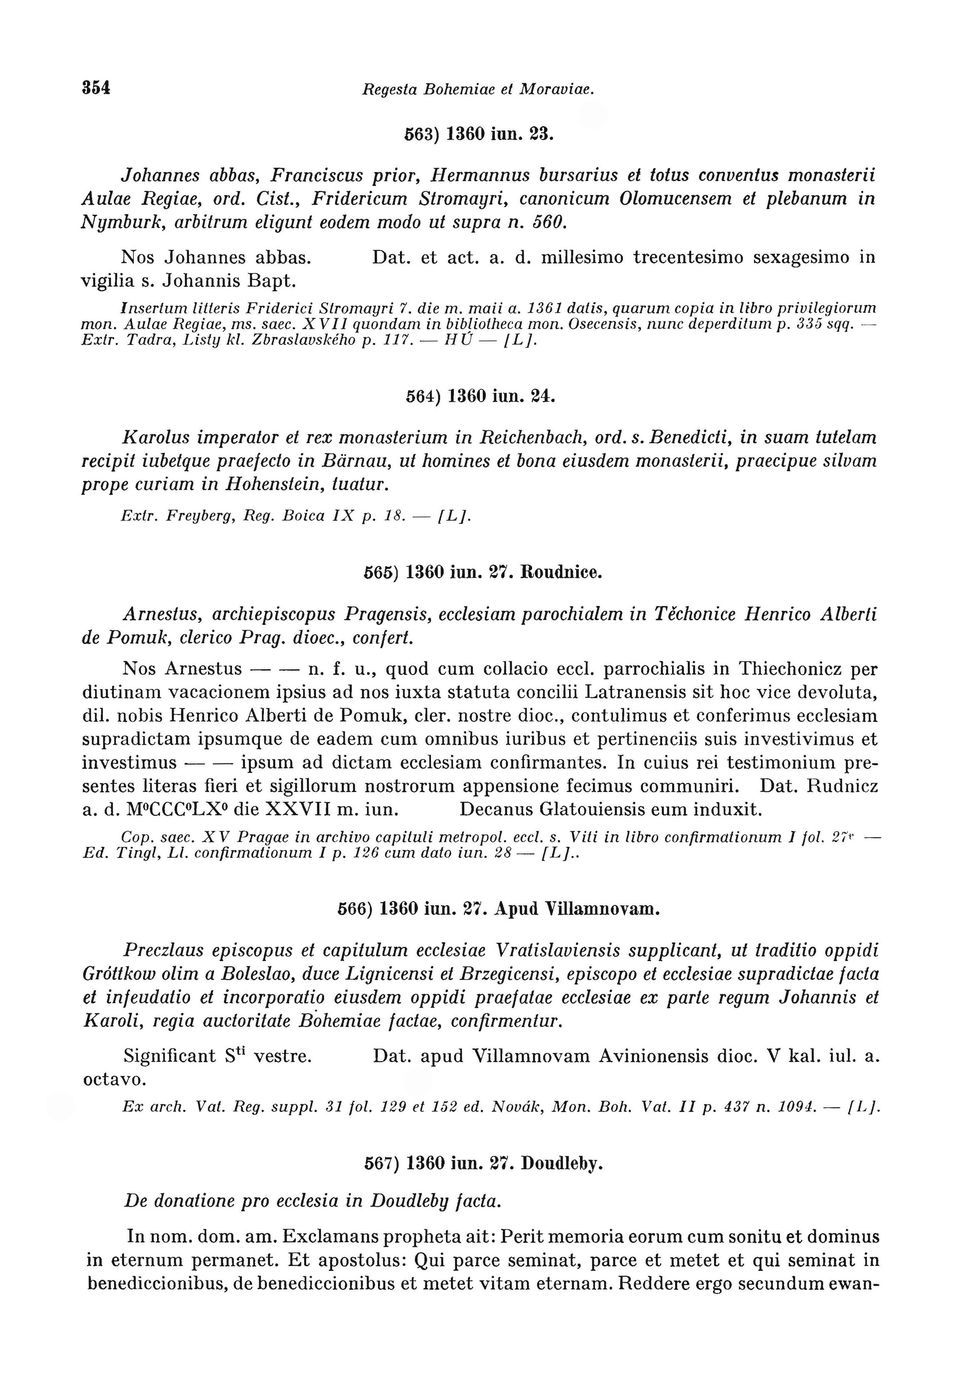 354 Regesta Bohemiae et Moraviae.
563) 1360 iun. 23.
Johannes abbas, Franciscus prior, Hermannus bursarius et totus conventus monasterii
Aulae Regiae, ord. Cist., Fridericum Stromayri, canonicum Olomucensem et plebanum in
Nymburk, arbitrum eligunt eodem modo ut supra n. 560.
Nos Johannes abbas. Dat. et act. a. d. millesimo trecentesimo sexagesimo in
vigilia s. Johannis Bapt.
Insertum litteris Friderici Stromayri 7. die m. maii a. 1361 datis, quarum copia in libro privilegiorum
mon. Aulae Regiae, ms. saec. XVII quondam in bibliotheca mon. Osecensis, nunc deperditum p. 335 sqq. —
Extr. Tadra, Listy kl. Zbraslavského p. 117. — HÚ — [L].
564) 1360 iun. 24.
Karolus imperator et rex monasterium in Reichenbach, ord. s. Benedicti, in suam tutelam
recipit iubetque praefecto in Bärnau, ut homines et bona eiusdem monasterii, praecipue silvam
prope curiam in Hohenstein, tuatur.
Extr. Freyberg, Reg. Boica IX p. 18. — [L].
565) 1360 iun. 27. Roudnice.
Arnestus, archiepiscopus Pragensis, ecclesiam parochialem in Těchonice Henrico Alberti
de Pomuk, clerico Prag. dioec., confert.
Nos Arnestus — — n. f. u., quod cum collacio eccl. parrochialis in Thiechonicz per
diutinam vacacionem ipsius ad nos iuxta statuta concilii Latranensis sit hoc vice devoluta,
dil. nobis Henrico Alberti de Pomuk, cler. nostre dioc., contulimus et conferimus ecclesiam
supradictam ipsumque de eadem cum omnibus iuribus et pertinenciis suis investivimus et
investimus — — ipsum ad dictam ecclesiam confirmantes. In cuius rei testimonium pre-
sentes literas fieri et sigillorum nostrorum appensione fecimus communiri. Dat. Rudnicz
a. d. MᵒCCCᵒLXᵒ die XXVII m. iun. Decanus Glatouiensis eum induxit.
Cop. saec. XV Pragae in archivo capituli metropol. eccl. s. Viti in libro confirmationum I fol. 27ʳ —
Ed. Tingl, Ll. confirmationum I p. 126 cum dato iun. 28 — [L]..
566) 1360 iun. 27. Apud Villamnovam.
Preczlaus episcopus et capitulum ecclesiae Vratislaviensis supplicant, ut traditio oppidi
Gróttkow olim a Boleslao, duce Lignicensi et Brzegicensi, episcopo et ecclesiae supradictae facta
et infeudatio et incorporatio eiusdem oppidi praefatae ecclesiae ex parte regum Johannis et
Karoli, regia auctoritate Bohemiae factae, confirmentur.
Significant Sᵗⁱ vestre. Dat. apud Villamnovam Avinionensis dioc. V kal. iul. a.
octavo.
Ex arch. Vat. Reg. suppl. 31 fol. 129 et 152 ed. Novák, Mon. Boh. Vat. II p. 437 n. 1094. — [L].
567) 1360 iun. 27. Doudleby.
De donatione pro ecclesia in Doudleby facta.
In nom. dom. am. Exclamans propheta ait: Perit memoria eorum cum sonitu et dominus
in eternum permanet. Et apostolus: Qui parce seminat, parce et metet et qui seminat in
benediccionibus, de benediccionibus et metet vitam eternam. Reddere ergo secundum ewan-